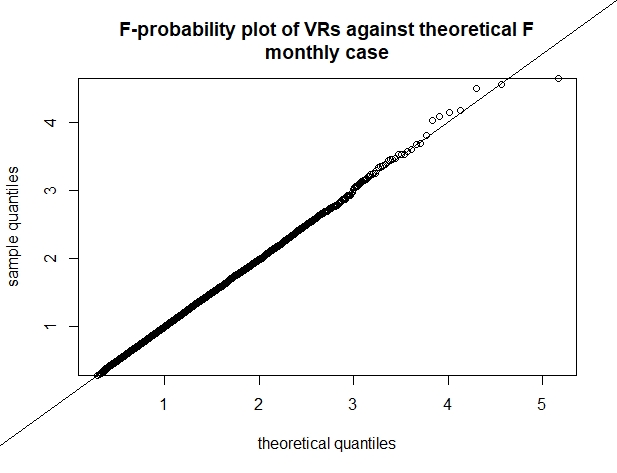 F-probability plot of VRs against theoretical F
monthly case
sample quantiles
4
3
2
1
1 2 3 4 5
theoretical quantiles